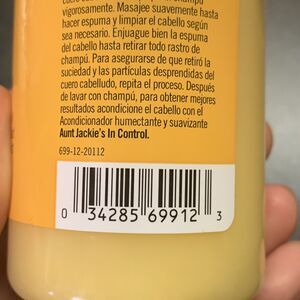 vigorosamente. Masajee suavemente hasta
hacer espuma y limpiar el cabello según
sea necesario. Enjuague bien la espuma
del cabello hasta retirar todo rastro de
champú. Para asegurarse de que retiró la
suciedad y las partículas desprendidas del
cuero cabelludo, repita el proceso. Después
de lavar con champú, para obtener mejores
resultados acondicione el cabello con el
Acondicionador humectante y suavizante
Aunt Jackie's In Control.
699-12-20112
0 34285 69912 3